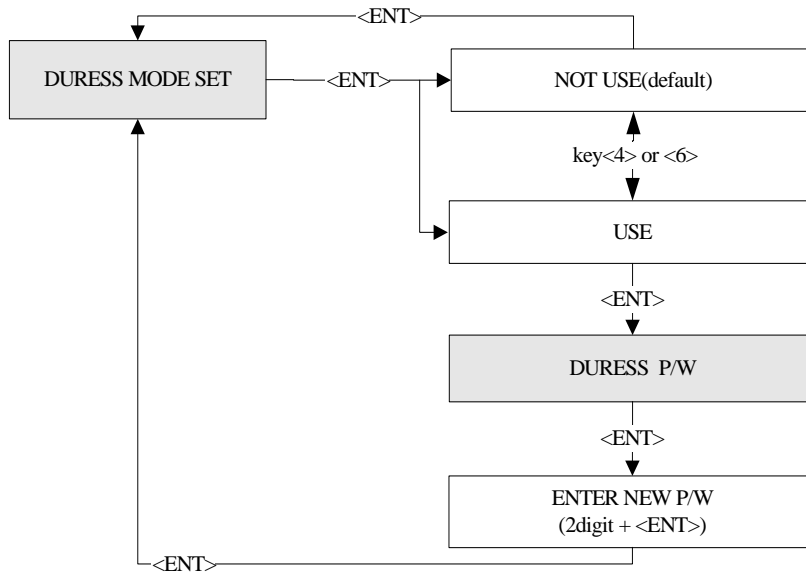 <ENT>
DURESS MODE SET
<ENT>
NOT USE(default)
key<4> or <6>
USE
<ENT>
DURESS P/W
<ENT>
ENTER NEW P/W
(2digit + <ENT>)
<ENT>